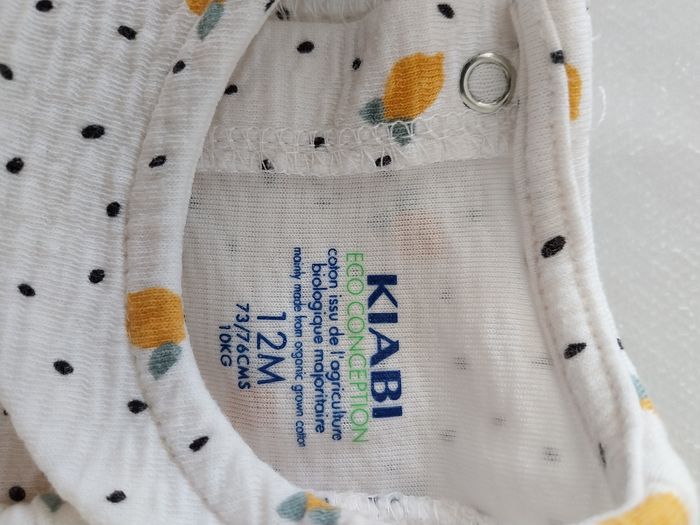 KIABI
ECO CONCEPTION
coton issu de l'agriculture
biologique majoritaire
mainly made from organic grown cotton
12M
73/76CMS
10KG